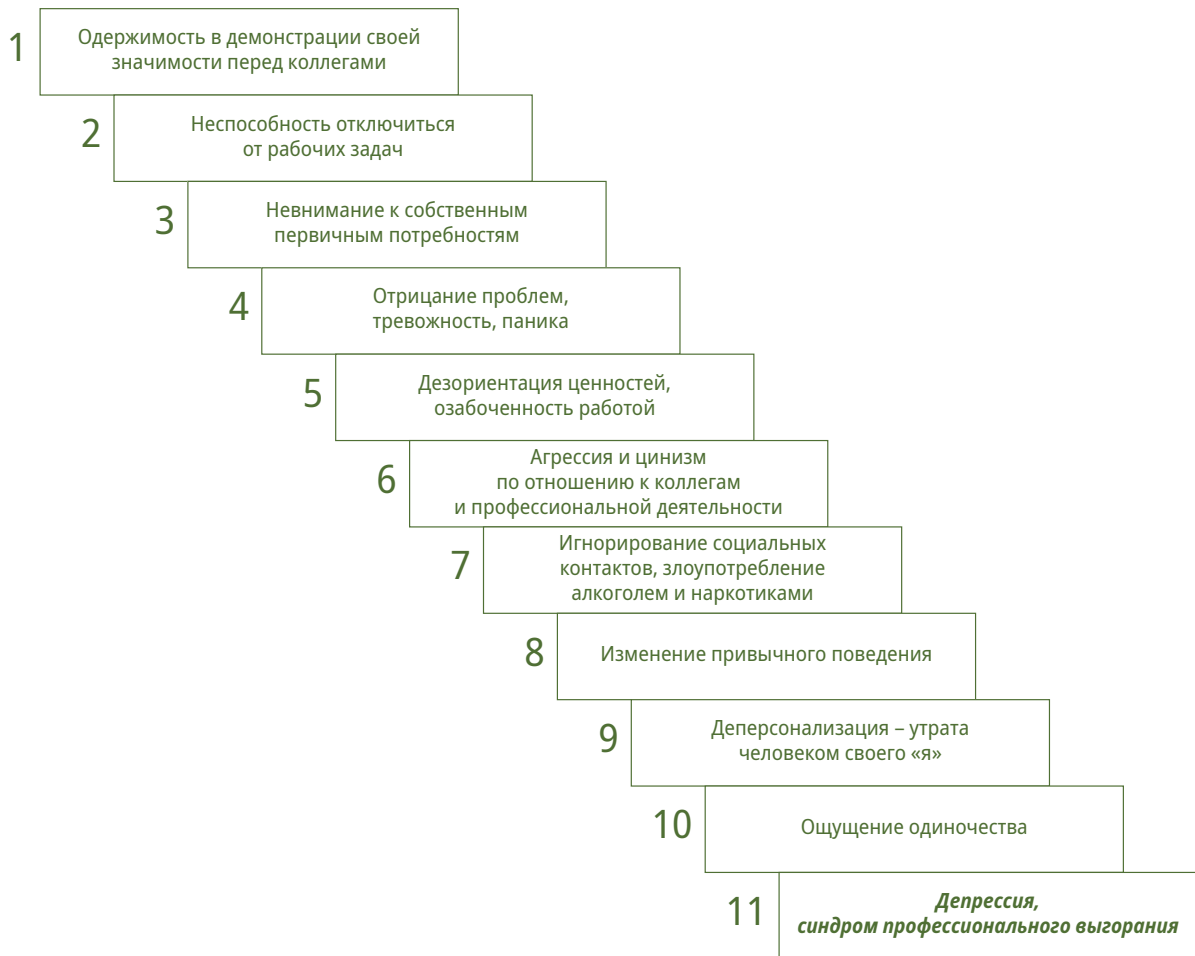 1
Одержимость в демонстрации своей
значимости перед коллегами
2
Неспособность отключиться
от рабочих задач
3
Невнимание к собственным
первичным потребностям
4
Отрицание проблем,
тревожность, паника
5
Дезориентация ценностей,
озабоченность работой
6
Агрессия и цинизм
по отношению к коллегам
и профессиональной деятельности
7
Игнорирование социальных
контактов, злоупотребление
алкоголем и наркотиками
8
Изменение привычного поведения
9
Деперсонализация – утрата
человеком своего «я»
10
Ощущение одиночества
11
Депрессия,
синдром профессионального выгорания